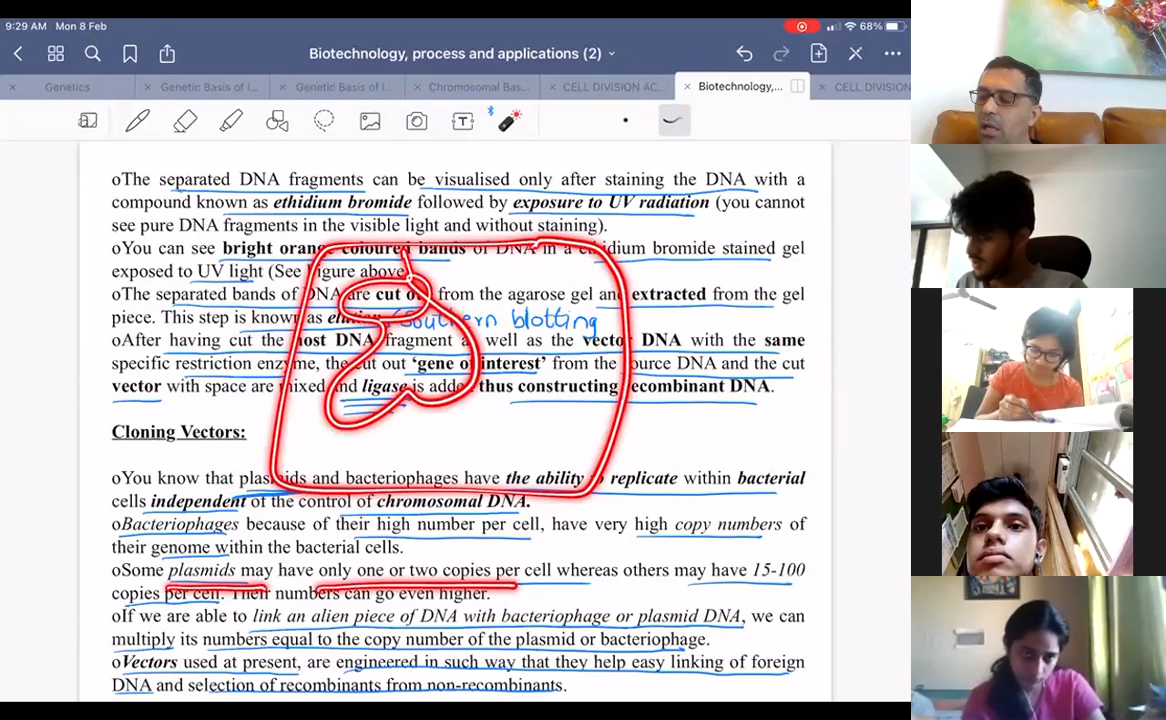 9:29 AM Mon 8 Feb
68%
Biotechnology, process and applications (2)
Genetics
Genetic Basis of I...
Genetic Basis of I...
Chromosomal Bas...
CELL DIVISION AC...
Biotechnology,...
CELL DIVISION
oThe separated DNA fragments can be visualised only after staining the DNA with a
compound known as ethidium bromide followed by exposure to UV radiation (you cannot
see pure DNA fragments in the visible light and without staining).
oYou can see bright orange coloured bands of DNA in a ethidium bromide stained gel
exposed to UV light (See Figure above)
oThe separated bands of DNA are cut out from the agarose gel and extracted from the gel
piece. This step is known as elution (Southern blotting
oAfter having cut the host DNA fragment as well as the vector DNA with the same
specific restriction enzyme, the cut out ‘gene of interest’ from the source DNA and the cut
vector with space are mixed and ligase is added thus constructing recombinant DNA.
Cloning Vectors:
oYou know that plasmids and bacteriophages have the ability to replicate within bacterial
cells independent of the control of chromosomal DNA.
oBacteriophages because of their high number per cell, have very high copy numbers of
their genome within the bacterial cells.
oSome plasmids may have only one or two copies per cell whereas others may have 15-100
copies per cell. Their numbers can go even higher.
oIf we are able to link an alien piece of DNA with bacteriophage or plasmid DNA, we can
multiply its numbers equal to the copy number of the plasmid or bacteriophage.
oVectors used at present, are engineered in such way that they help easy linking of foreign
DNA and selection of recombinants from non-recombinants.